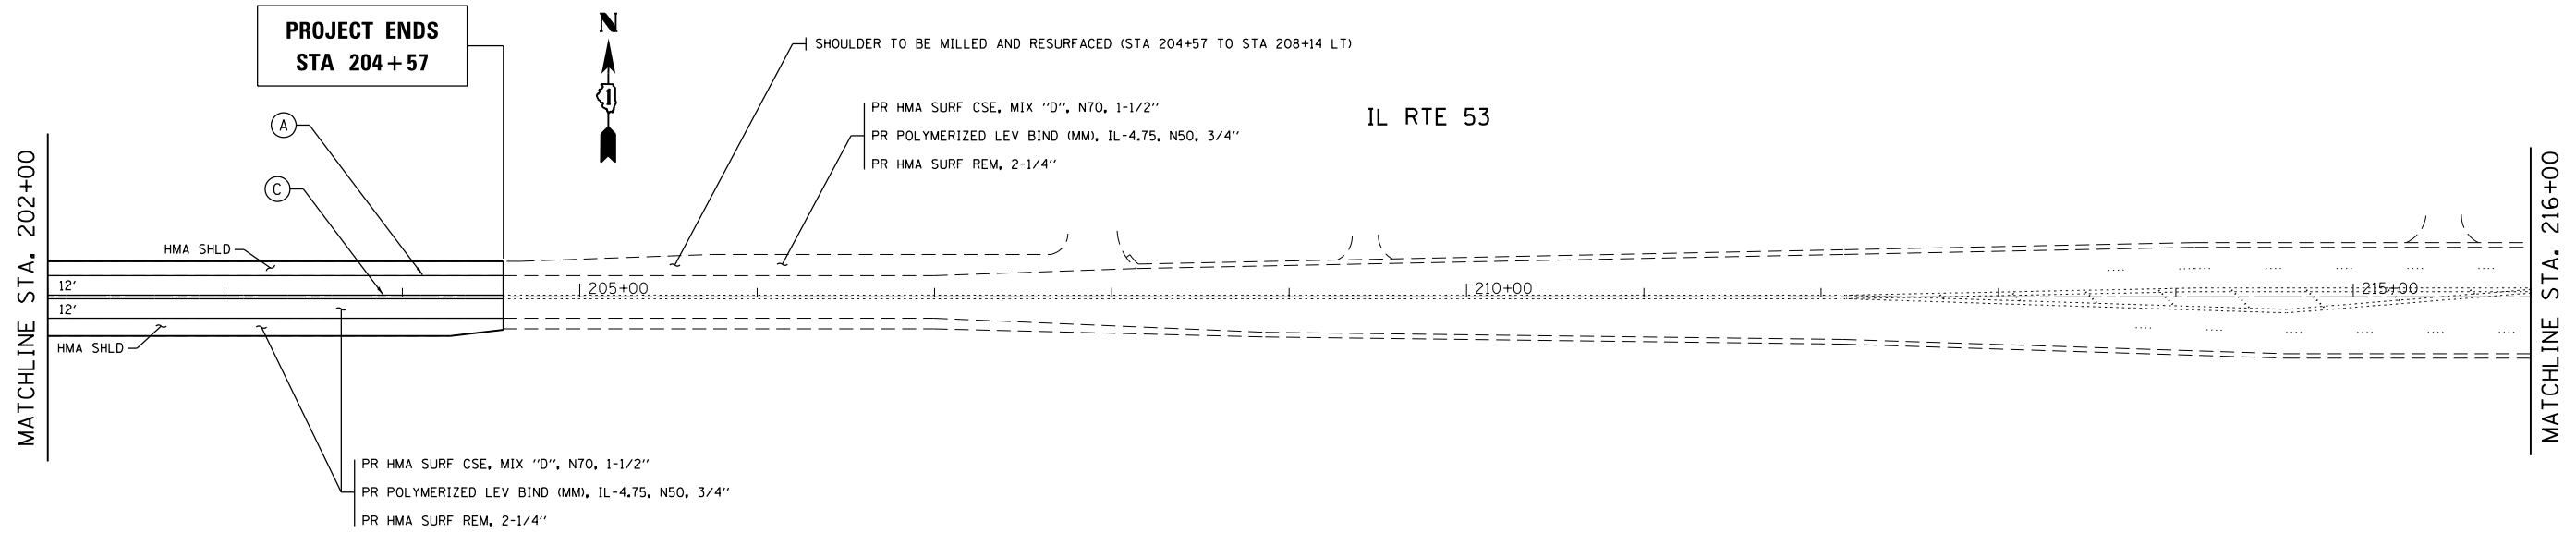 PROJECT ENDS
STA 204+57
N
1
SHOULDER TO BE MILLED AND RESURFACED (STA 204+57 TO STA 208+14 LT)
PR HMA SURF CSE, MIX "D", N70, 1-1/2"
PR POLYMERIZED LEV BIND (MM), IL-4.75, N50, 3/4"
PR HMA SURF REM, 2-1/4"
IL RTE 53
A
C
MATCHLINE STA. 202+00
HMA SHLD
12'
12'
HMA SHLD
205+00
210+00
215+00
MATCHLINE STA. 216+00
PR HMA SURF CSE, MIX "D", N70, 1-1/2"
PR POLYMERIZED LEV BIND (MM), IL-4.75, N50, 3/4"
PR HMA SURF REM, 2-1/4"